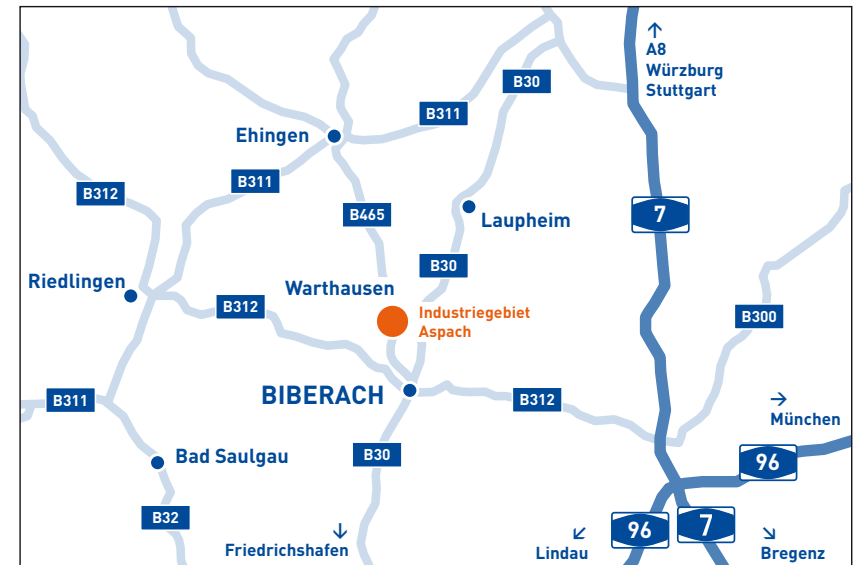 A8
Würzburg
Stuttgart
B30
B311
Ehingen
B311
B312
B465
7
Laupheim
B30
Riedlingen
Warthausen
B312
Industriegebiet
Aspach
B300
BIBERACH
B312
B311
München
Bad Saulgau
B30
96
B32
96
7
Friedrichshafen
Lindau
Bregenz